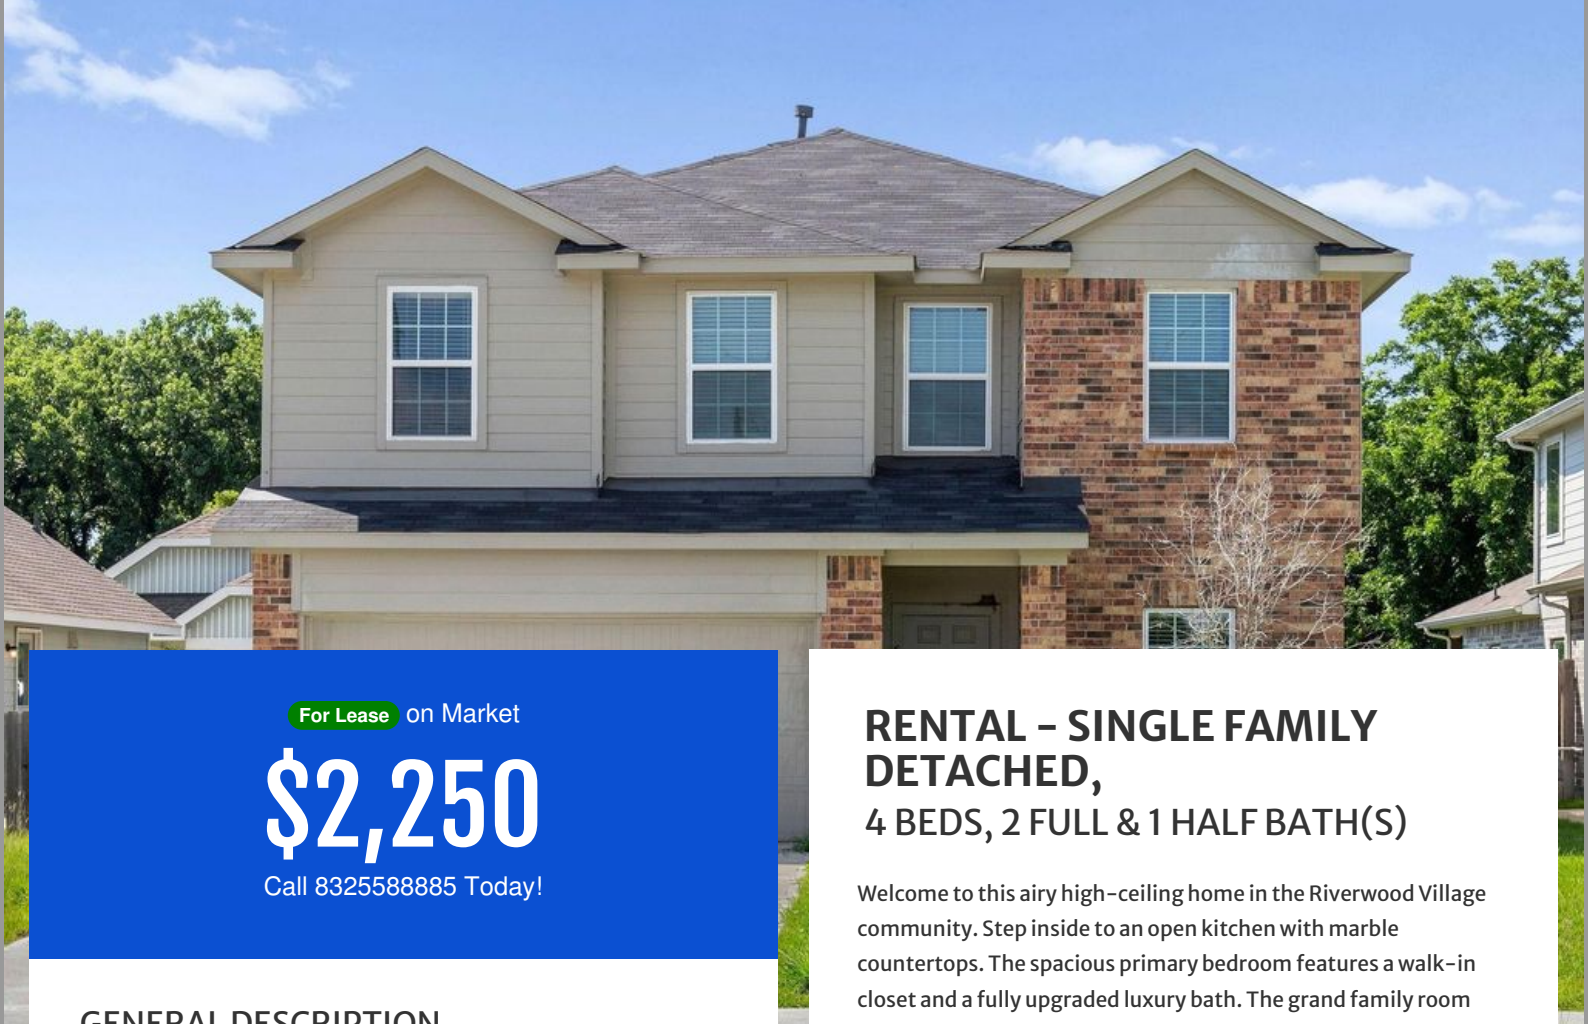 For Lease on Market
$2,250
Call 8325588885 Today!
GENERAL DESCRIPTION
RENTAL - SINGLE FAMILY
DETACHED,
4 BEDS, 2 FULL & 1 HALF BATH(S)
Welcome to this airy high-ceiling home in the Riverwood Village
community. Step inside to an open kitchen with marble
countertops. The spacious primary bedroom features a walk-in
closet and a fully upgraded luxury bath. The grand family room